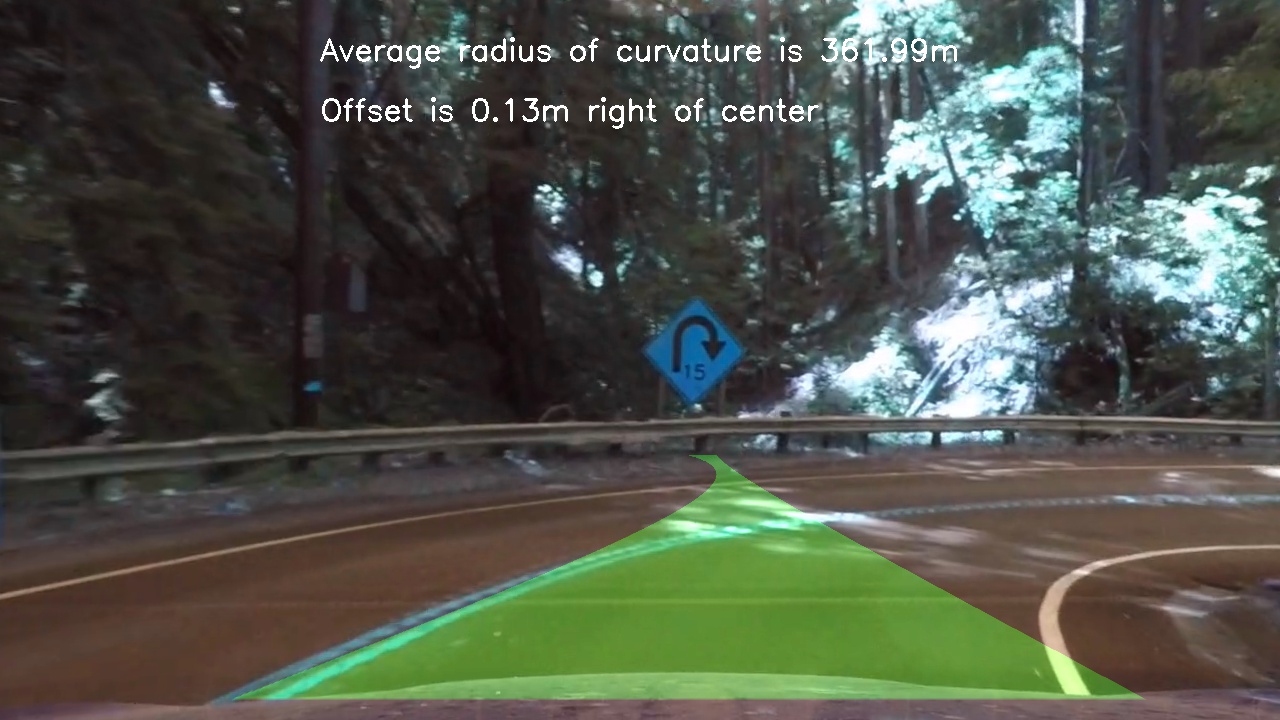 Average radius of curvature is 361.99m
Offset is 0.13m right of center
15